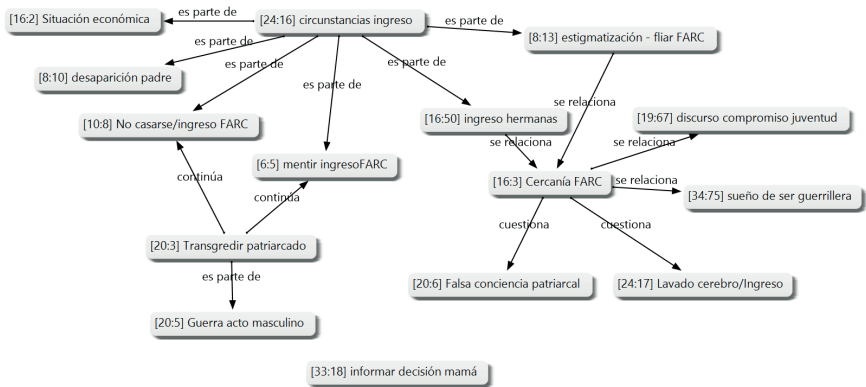 [16:2] Situación económica
es parte de
[24:16] circunstancias ingreso
es parte de
[8:13] estigmatización - fliar FARC
es parte de
[8:10] desaparición padre
es parte de
es parte de
es parte de
[10:8] No casarse/ingreso FARC
[16:50] ingreso hermanas
se relaciona
[19:67] discurso compromiso juventud
se relaciona
se relaciona
[6:5] mentir ingresoFARC
continúa
continúa
[16:3] Cercanía FARC
se relaciona
[34:75] sueño de ser guerrillera
cuestiona
cuestiona
[20:3] Transgredir patriarcado
es parte de
[20:6] Falsa conciencia patriarcal
[24:17] Lavado cerebro/Ingreso
[20:5] Guerra acto masculino
[33:18] informar decisión mamá